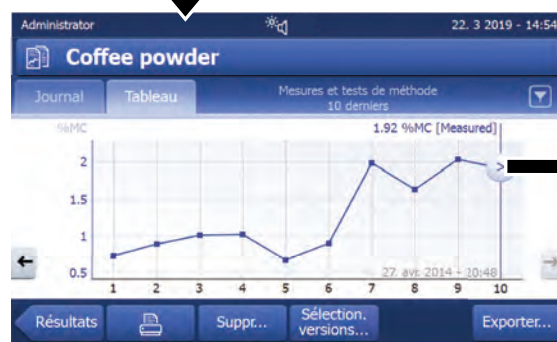 Administrator
22. 3 2019 - 14:54
Coffee powder
Journal
Tableau
Mesures et tests de méthode
10 derniers
%MC
1.92 %MC [Measured]
2
1.5
1
0.5
27. avr. 2014 - 10:48
1 2 3 4 5 6 7 8 9 10
Résultats
Suppr...
Sélection.
versions...
Exporter...